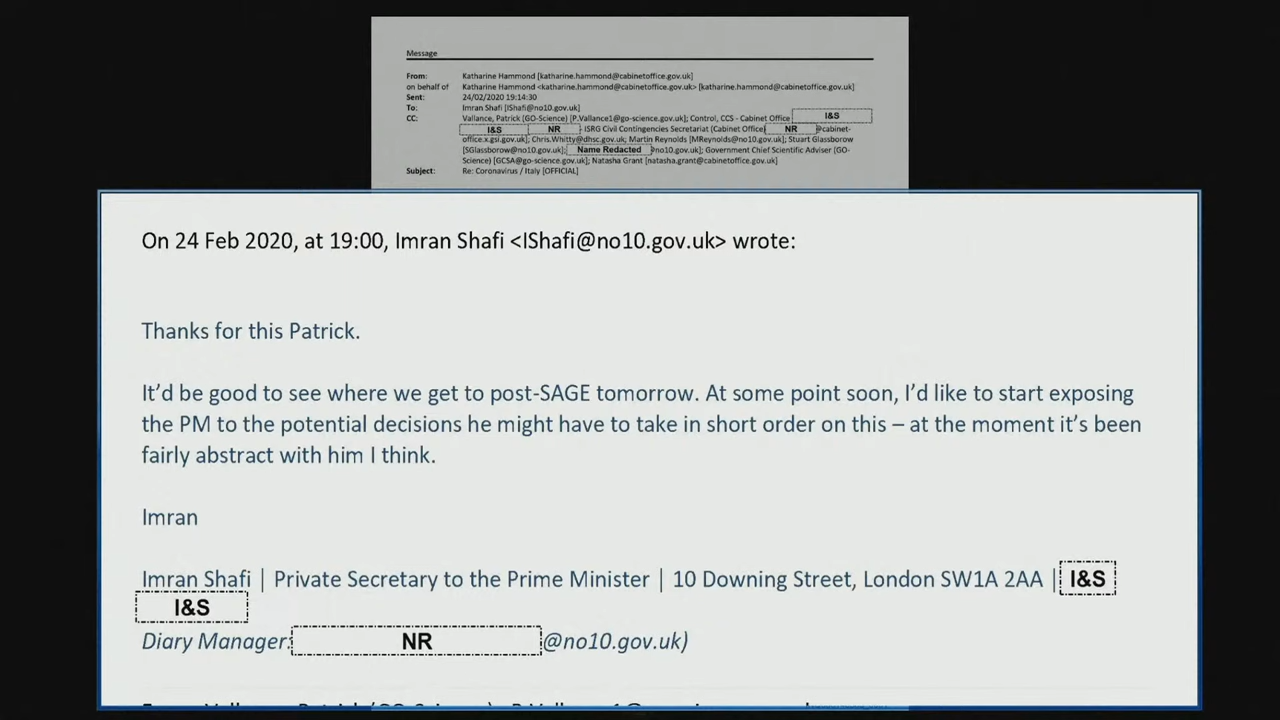 Message
From: Katharine Hammond [katharine.hammond@cabinetoffice.gov.uk]
on behalf of Katharine Hammond <katharine.hammond@cabinetoffice.gov.uk> [katharine.hammond@cabinetoffice.gov.uk]
Sent: 24/02/2020 19:14:30
To: Imran Shafi [IShafi@no10.gov.uk]
CC: Vallance, Patrick (GO-Science) [P.Vallance1@go-science.gov.uk]; Control, CCS - Cabinet Office I&S
I&S NR - ISRG Civil Contingencies Secretariat (Cabinet Office) NR @cabinet-
office.x.gsi.gov.uk]; Chris.Whitty@dhsc.gov.uk; Martin Reynolds [MReynolds@no10.gov.uk]; Stuart Glassborow
[SGlassborow@no10.gov.uk]; Name Redacted @no10.gov.uk]; Government Chief Scientific Adviser (GO-
Science) [GCSA@go-science.gov.uk]; Natasha Grant [natasha.grant@cabinetoffice.gov.uk]
Subject: Re: Coronavirus / Italy [OFFICIAL]
On 24 Feb 2020, at 19:00, Imran Shafi <IShafi@no10.gov.uk> wrote:
Thanks for this Patrick.
It’d be good to see where we get to post-SAGE tomorrow. At some point soon, I’d like to start exposing
the PM to the potential decisions he might have to take in short order on this – at the moment it’s been
fairly abstract with him I think.
Imran
Imran Shafi | Private Secretary to the Prime Minister | 10 Downing Street, London SW1A 2AA | I&S
I&S
Diary Manager: NR @no10.gov.uk)